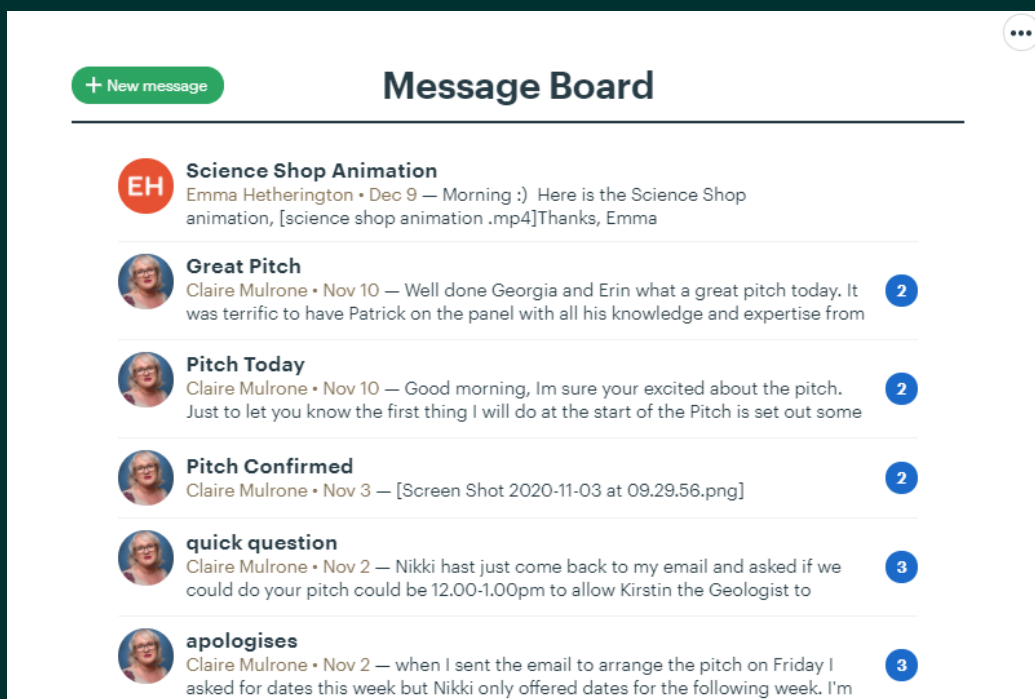 + New message
Message Board
EH
Science Shop Animation
Emma Hetherington • Dec 9 — Morning :)  Here is the Science Shop
animation, [science shop animation .mp4]Thanks, Emma
Great Pitch
Claire Mulrone • Nov 10 — Well done Georgia and Erin what a great pitch today. It
was terrific to have Patrick on the panel with all his knowledge and expertise from
2
Pitch Today
Claire Mulrone • Nov 10 — Good morning, Im sure your excited about the pitch.
Just to let you know the first thing I will do at the start of the Pitch is set out some
2
Pitch Confirmed
Claire Mulrone • Nov 3 — [Screen Shot 2020-11-03 at 09.29.56.png]
2
quick question
Claire Mulrone • Nov 2 — Nikki hast just come back to my email and asked if we
could do your pitch could be 12.00-1.00pm to allow Kirstin the Geologist to
3
apologises
Claire Mulrone • Nov 2 — when I sent the email to arrange the pitch on Friday I
asked for dates this week but Nikki only offered dates for the following week. I'm
3